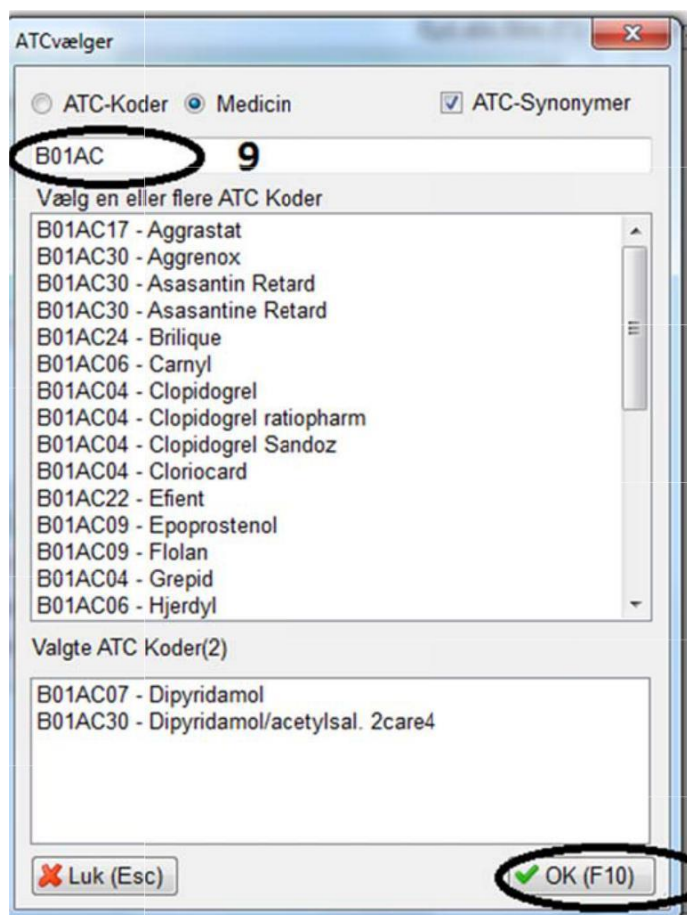 ATCvælger
ATC-Koder Medicin ATC-Synonymer
B01AC 9
Vælg en eller flere ATC Koder
B01AC17 - Aggrastat
B01AC30 - Aggrenox
B01AC30 - Asasantin Retard
B01AC30 - Asasantine Retard
B01AC24 - Brilique
B01AC06 - Carnyl
B01AC04 - Clopidogrel
B01AC04 - Clopidogrel ratiopharm
B01AC04 - Clopidogrel Sandoz
B01AC04 - Cloriocard
B01AC22 - Efient
B01AC09 - Epoprostenol
B01AC09 - Flolan
B01AC04 - Grepid
B01AC06 - Hjerdyl
Valgte ATC Koder(2)
B01AC07 - Dipyridamol
B01AC30 - Dipyridamol/acetylsal. 2care4
Luk (Esc) OK (F10)